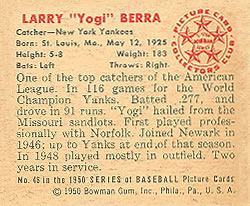 LARRY "Yogi" BERRA
Catcher—New York Yankees
Born: St. Louis, Mo., May 12, 1925
Height: 5-8 Weight: 183
Bats: Left Throws: Right
One of the top catchers of the American
League. In 116 games for the World
Champion Yanks. Batted .277, and
drove in 91 runs. "Yogi" hailed from the
Missouri sandlots. First played profes-
sionally with Norfolk. Joined Newark in
1946; up to Yanks at end of that season.
In 1948 played mostly in outfield. Two
years in service.
No. 46 in the 1950 SERIES of BASEBALL Picture Cards
©1950 Bowman Gum, Inc., Phila., Pa., U. S. A.
PICTURE CARD
COLLECTORS CLUB